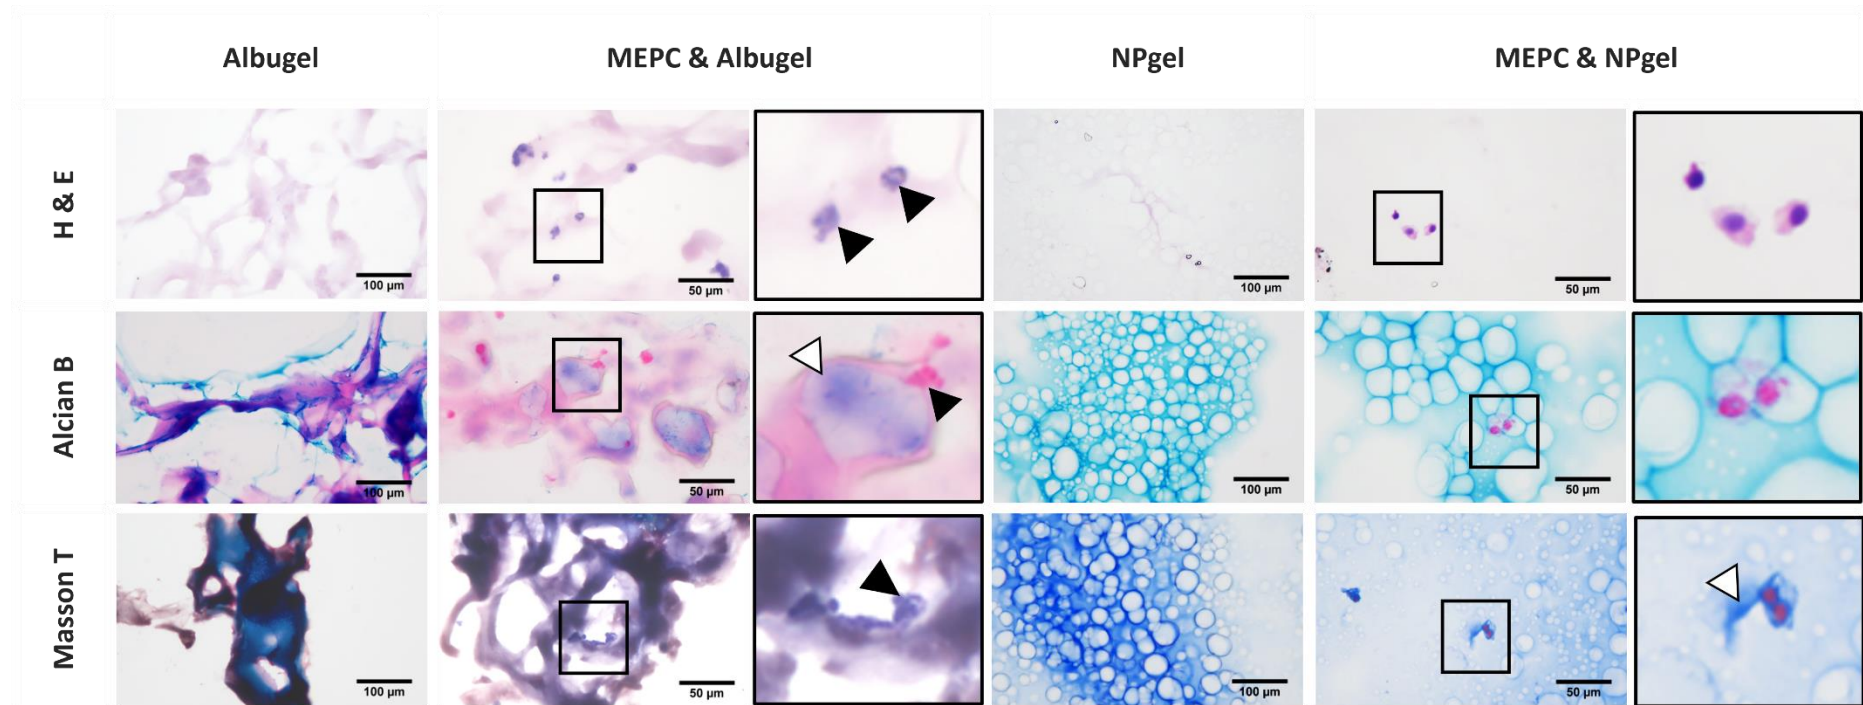 Albugel
MEPC & Albugel
NPgel
MEPC & NPgel
H & E
100 µm
50 µm
100 µm
50 µm
Alcian B
100 µm
50 µm
100 µm
50 µm
Masson T
100 µm
50 µm
100 µm
50 µm